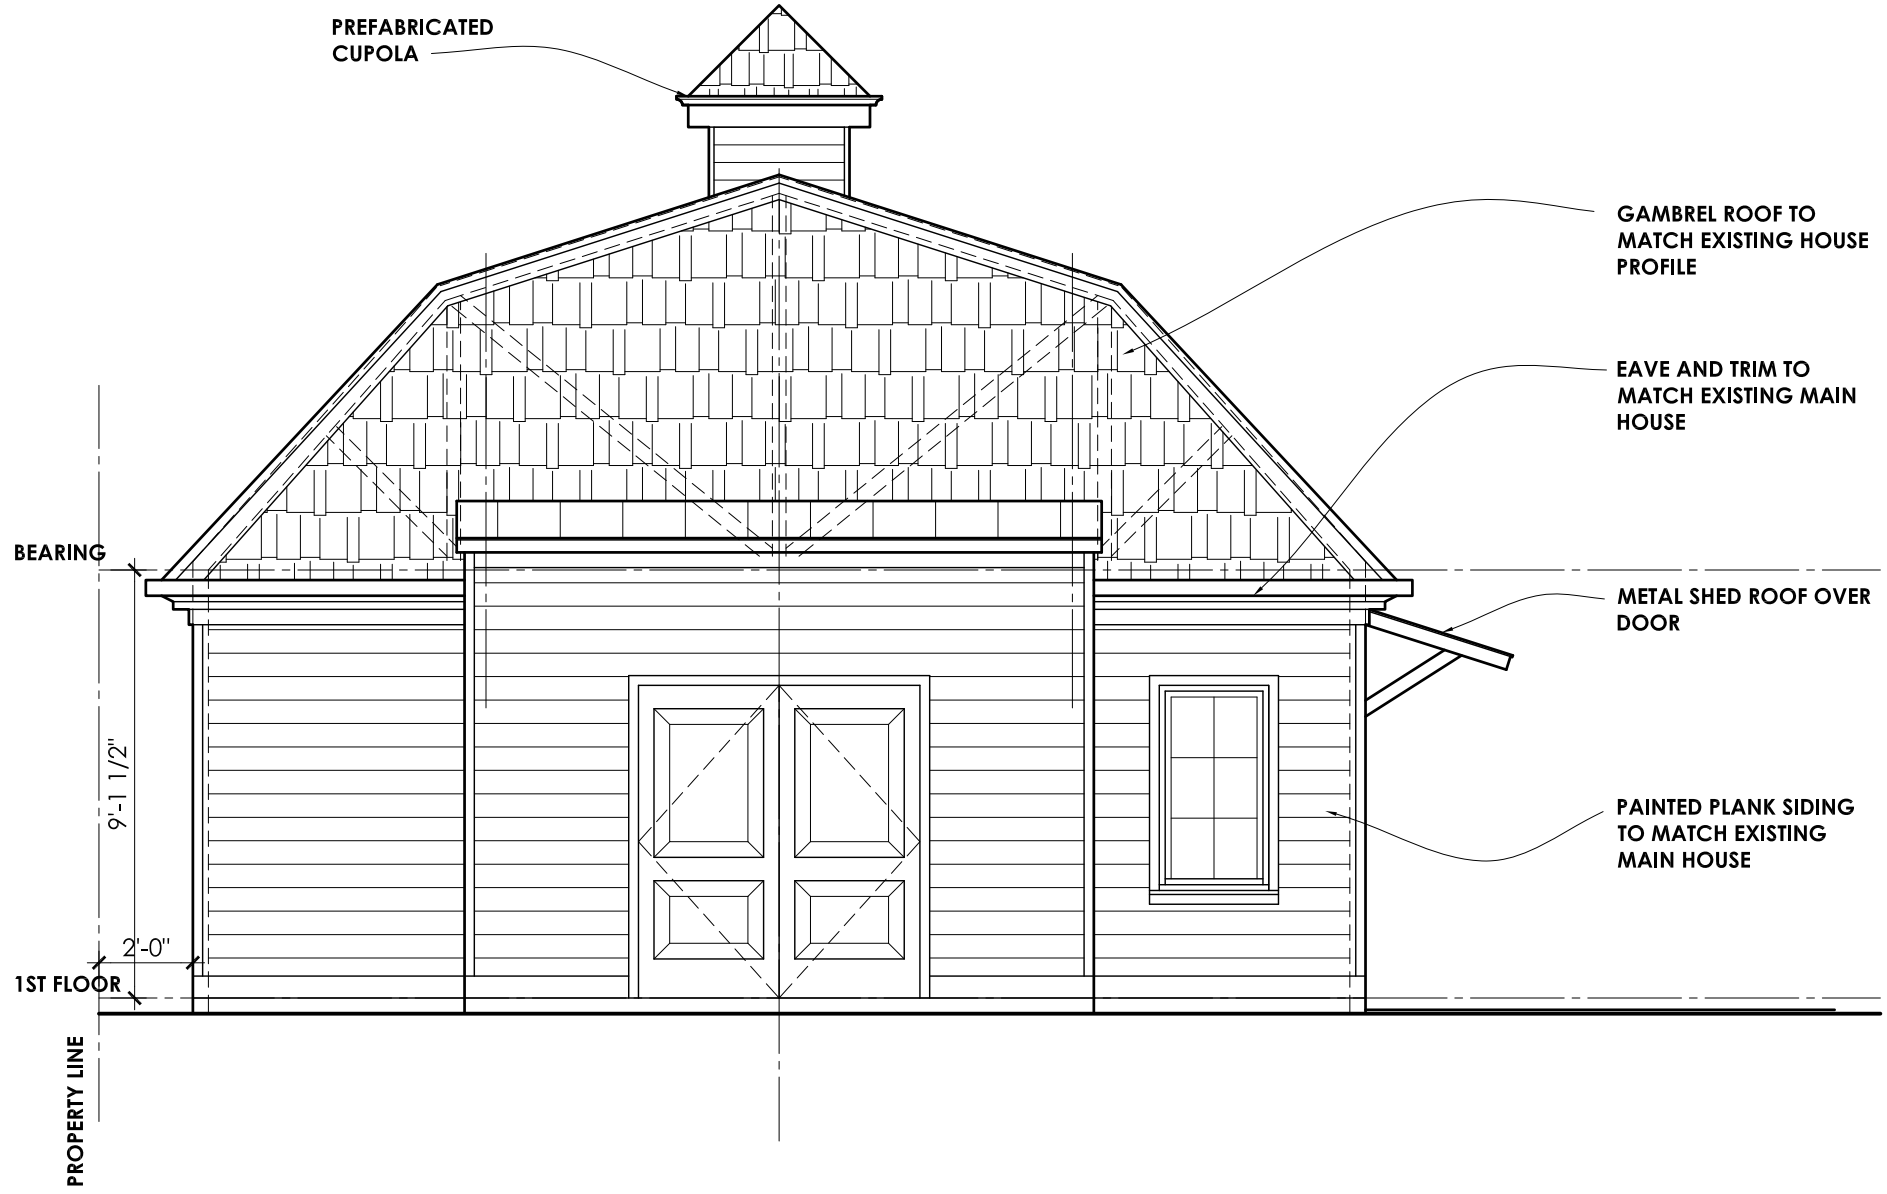 PREFABRICATED
CUPOLA
GAMBREL ROOF TO
MATCH EXISTING HOUSE
PROFILE
EAVE AND TRIM TO
MATCH EXISTING MAIN
HOUSE
BEARING
METAL SHED ROOF OVER
DOOR
9'-1 1/2"
PAINTED PLANK SIDING
TO MATCH EXISTING
MAIN HOUSE
2'-0"
1ST FLOOR
PROPERTY LINE